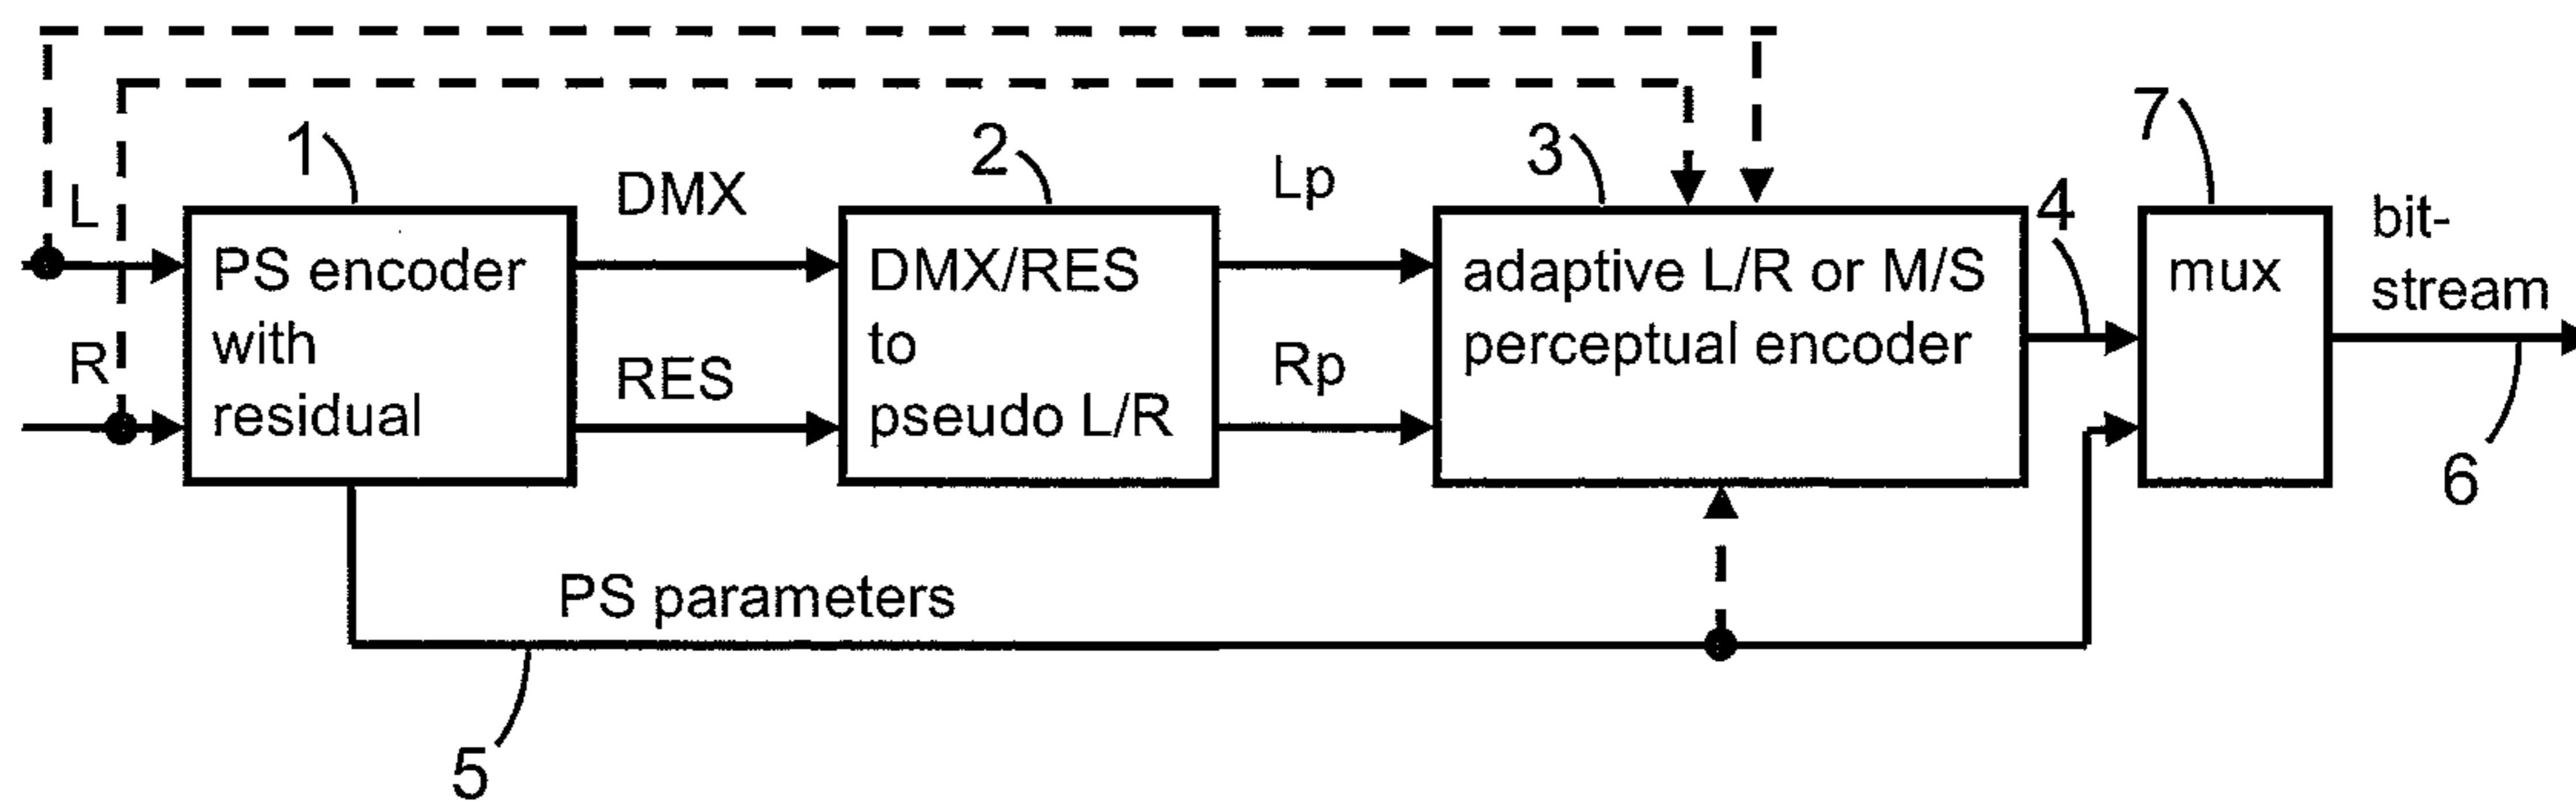 1
2
3
7
L
DMX
Lp
4
bit-
stream
PS encoder
with
residual
DMX/RES
to
pseudo L/R
adaptive L/R or M/S
perceptual encoder
mux
R
RES
Rp
6
PS parameters
5